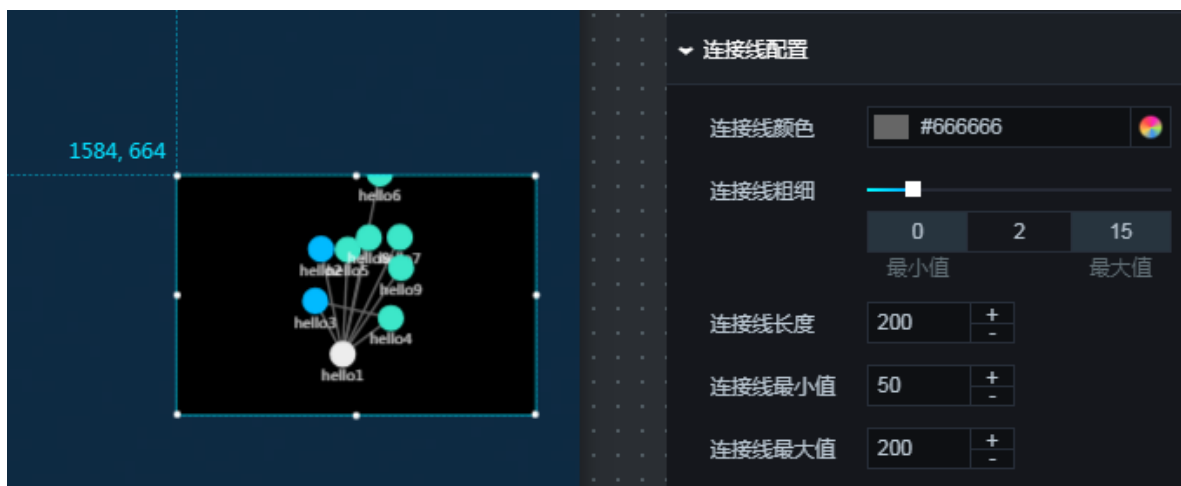 1584, 664
hello6
hello7
hello2
hello5
hello9
hello3
hello4
hello1
连接线配置
连接线颜色
#666666
连接线粗细
0 2 15
最小值 最大值
连接线长度
200 + -
连接线最小值
50 + -
连接线最大值
200 + -